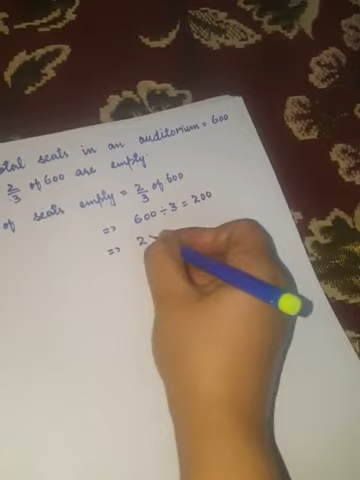 otal seats in an auditorium = 600
2/3 of 600 are empty.
of seats empty = 2/3 of 600
=> 600 ÷ 3 = 200
=> 2